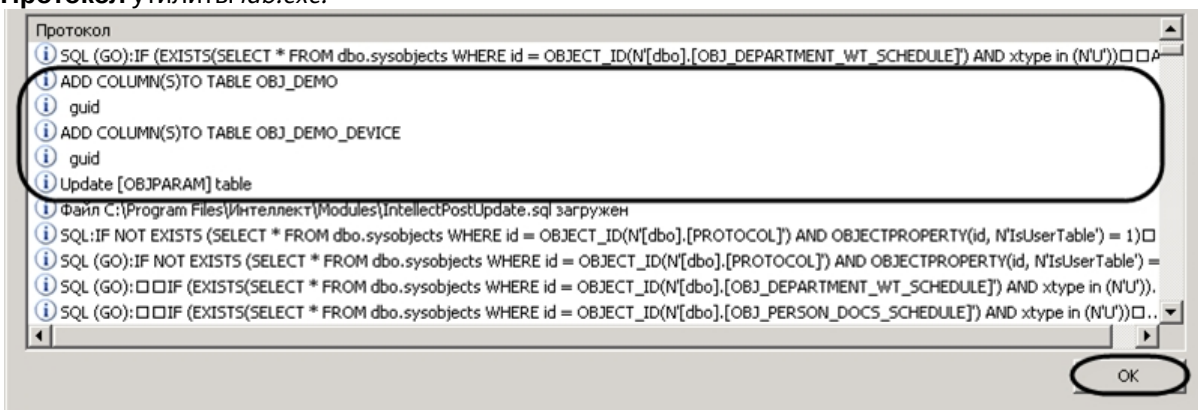 Протокол утилиты idb.exe.
Протокол
SQL (GO):IF (EXISTS(SELECT * FROM dbo.sysobjects WHERE id = OBJECT_ID(N'[dbo].[OBJ_DEPARTMENT_WT_SCHEDULE]') AND xtype in (N'U'))□□A
ADD COLUMN(S)TO TABLE OBJ_DEMO
guid
ADD COLUMN(S)TO TABLE OBJ_DEMO_DEVICE
guid
Update [OBJPARAM] table
Файл C:\Program Files\Интеллект\Modules\IntellectPostUpdate.sql загружен
SQL:IF NOT EXISTS (SELECT * FROM dbo.sysobjects WHERE id = OBJECT_ID(N'[dbo].[PROTOCOL]') AND OBJECTPROPERTY(id, N'IsUserTable') = 1)□
SQL (GO):IF NOT EXISTS (SELECT * FROM dbo.sysobjects WHERE id = OBJECT_ID(N'[dbo].[PROTOCOL]') AND OBJECTPROPERTY(id, N'IsUserTable') =
SQL (GO):□□IF (EXISTS(SELECT * FROM dbo.sysobjects WHERE id = OBJECT_ID(N'[dbo].[OBJ_DEPARTMENT_WT_SCHEDULE]') AND xtype in (N'U')).
SQL (GO):□□IF (EXISTS(SELECT * FROM dbo.sysobjects WHERE id = OBJECT_ID(N'[dbo].[OBJ_PERSON_DOCS_SCHEDULE]') AND xtype in (N'U'))□..
OK